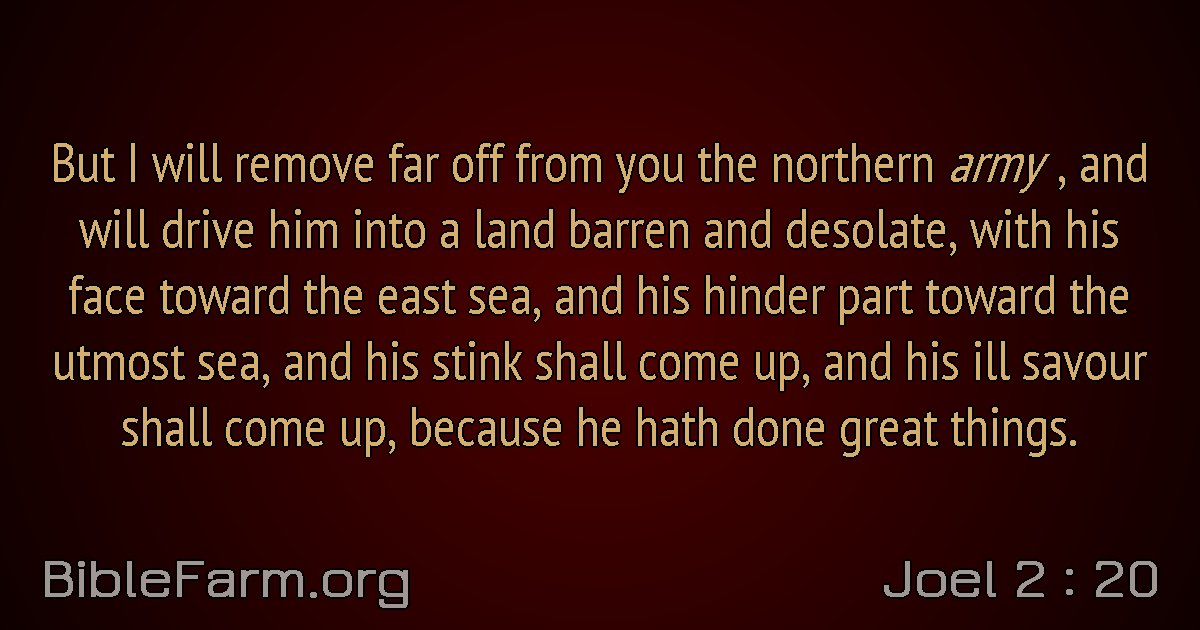 But I will remove far off from you the northern army , and
will drive him into a land barren and desolate, with his
face toward the east sea, and his hinder part toward the
utmost sea, and his stink shall come up, and his ill savour
shall come up, because he hath done great things.
BibleFarm.org
Joel 2 : 20